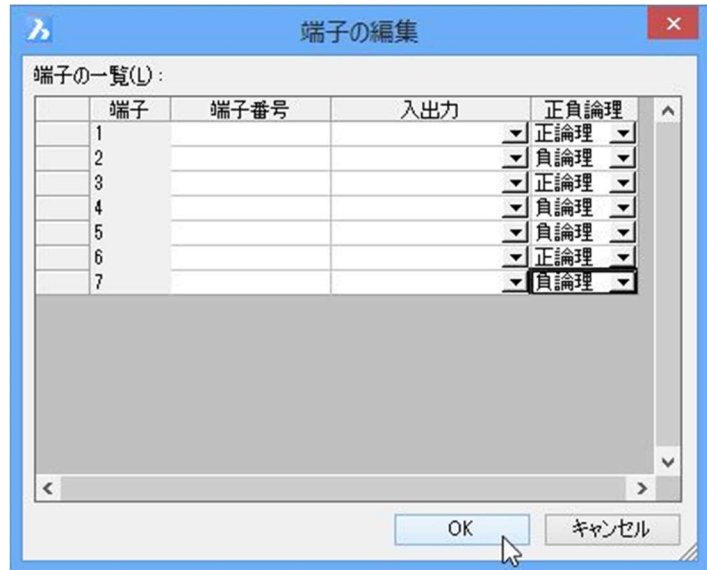 端子の編集
端子の一覧(L):
端子 端子番号 入出力 正負論理
1 正論理
2 負論理
3 正論理
4 負論理
5 負論理
6 正論理
7 負論理
OK キャンセル